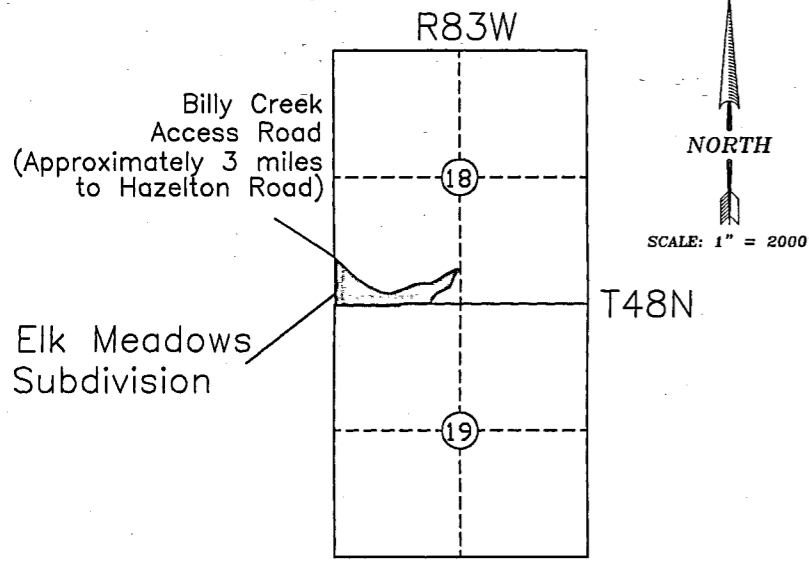 R83W
Billy Creek
Access Road
(Approximately 3 miles
to Hazelton Road)
18
NORTH
SCALE: 1" = 2000
T48N
Elk Meadows
Subdivision
19